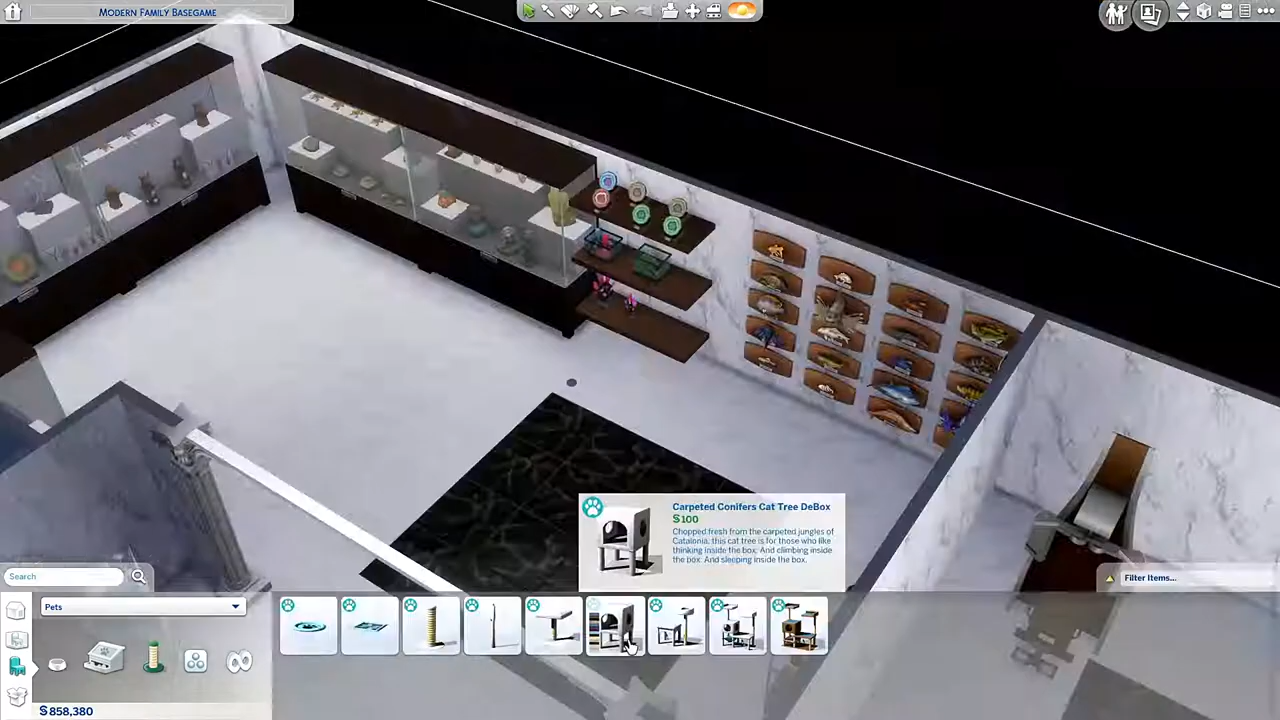 MODERN FAMILY BASEGAME
Carpeted Conifers Cat Tree DeBox
§100
Chopped fresh from the carpeted jungles of
Catalonia, this cat tree is for those who like
thinking inside the box. And climbing inside
the box. And sleeping inside the box.
Search
Filter Items...
Pets
§858,380